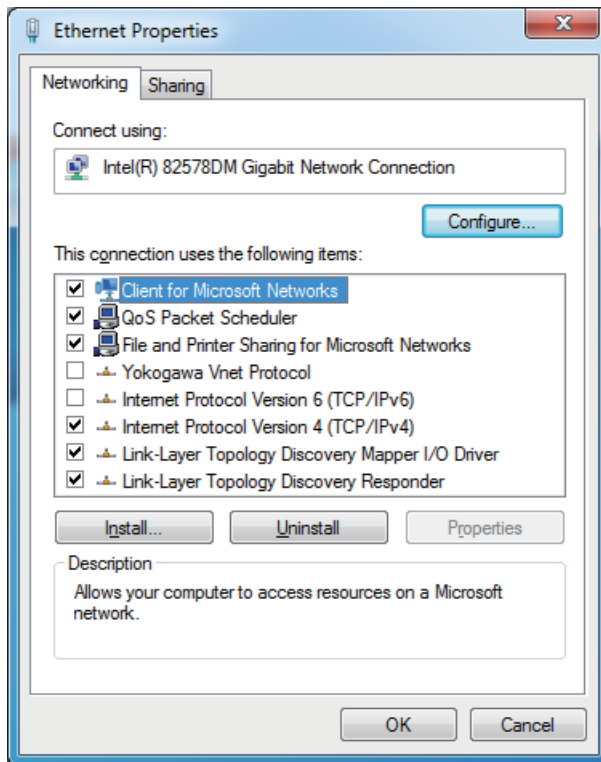 Ethernet Properties
Networking
Sharing
Connect using:
Intel(R) 82578DM Gigabit Network Connection
Configure...
This connection uses the following items:
Client for Microsoft Networks
QoS Packet Scheduler
File and Printer Sharing for Microsoft Networks
Yokogawa Vnet Protocol
Internet Protocol Version 6 (TCP/IPv6)
Internet Protocol Version 4 (TCP/IPv4)
Link-Layer Topology Discovery Mapper I/O Driver
Link-Layer Topology Discovery Responder
Install...
Uninstall
Properties
Description
Allows your computer to access resources on a Microsoft
network.
OK
Cancel